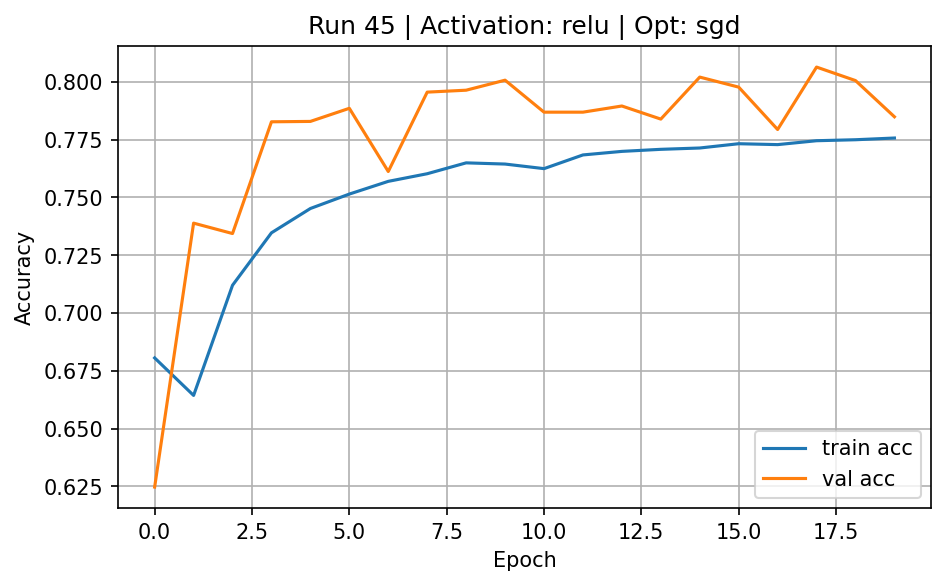 Run 45 | Activation: relu | Opt: sgd
0.800
0.775
0.750
0.725
0.700
0.675
0.650
0.625
Accuracy
train acc
val acc
0.0 2.5 5.0 7.5 10.0 12.5 15.0 17.5
Epoch